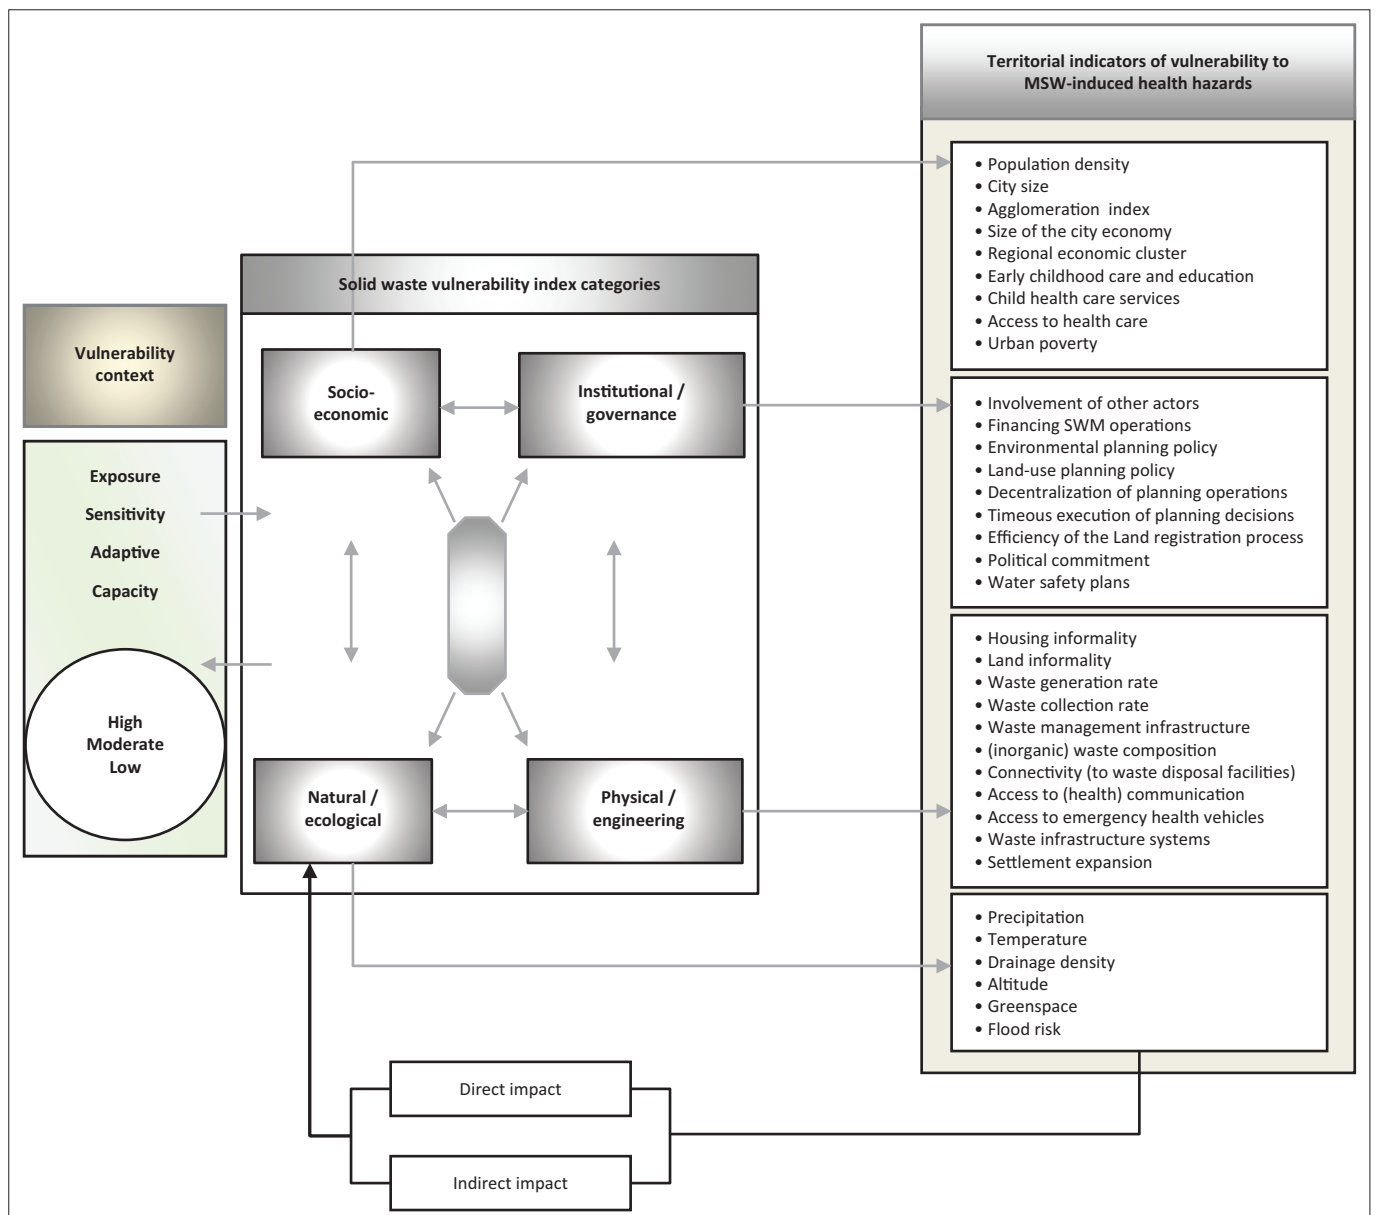 Territorial indicators of vulnerability to
MSW-induced health hazards
• Population density
• City size
• Agglomeration index
• Size of the city economy
• Regional economic cluster
• Early childhood care and education
• Child health care services
• Access to health care
• Urban poverty
Solid waste vulnerability index categories
Vulnerability
context
Socio-
economic
Institutional /
governance
• Involvement of other actors
• Financing SWM operations
• Environmental planning policy
• Land-use planning policy
• Decentralization of planning operations
• Timeous execution of planning decisions
• Efficiency of the Land registration process
• Political commitment
• Water safety plans
Exposure
Sensitivity
Adaptive
Capacity
High
Moderate
Low
• Housing informality
• Land informality
• Waste generation rate
• Waste collection rate
• Waste management infrastructure
• (inorganic) waste composition
• Connectivity (to waste disposal facilities)
• Access to (health) communication
• Access to emergency health vehicles
• Waste infrastructure systems
• Settlement expansion
Natural /
ecological
Physical /
engineering
• Precipitation
• Temperature
• Drainage density
• Altitude
• Greenspace
• Flood risk
Direct impact
Indirect impact